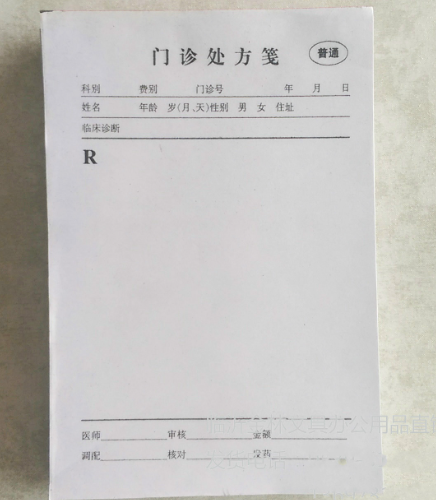 门诊处方笺 普通
科别 费别 门诊号 年 月 日
姓名 年龄 岁(月、天)性别 男 女 住址
临床诊断
R
医师 审核 金额
调配 核对 发药